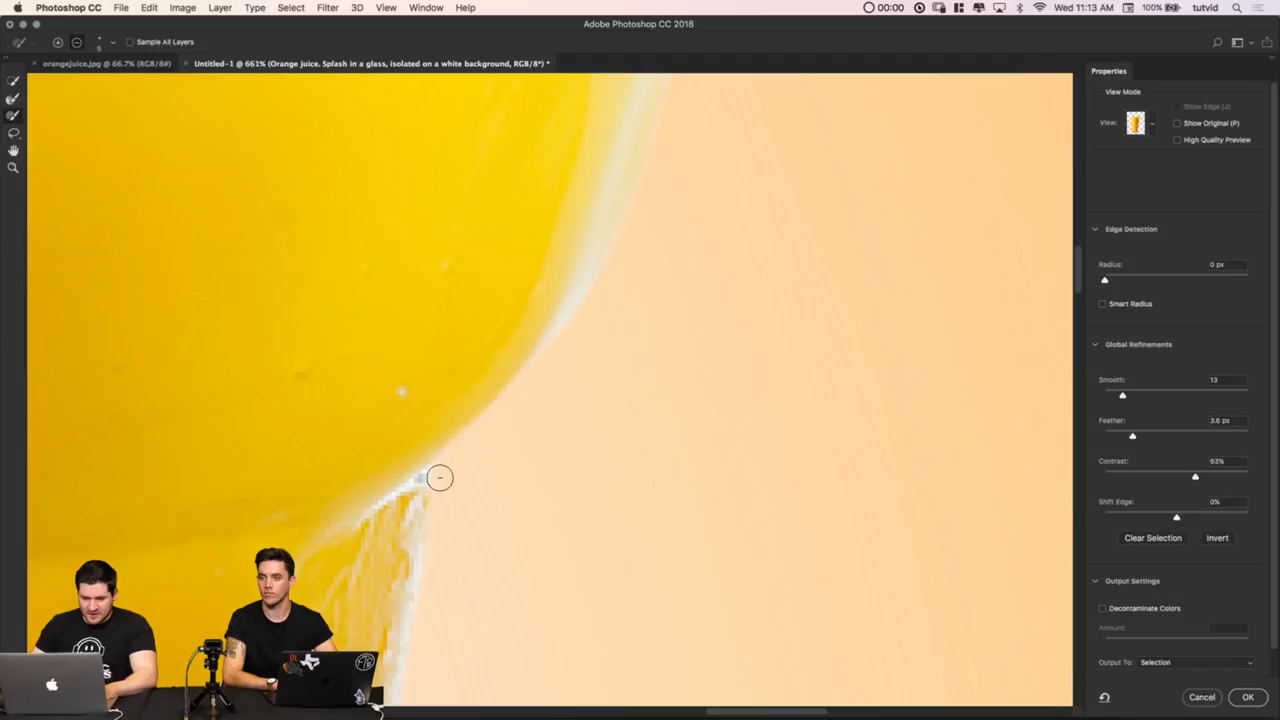 Photoshop CC File Edit Image Layer Type Select Filter 3D View Window Help 00:00 Wed 11:13 AM 100% tutvid
Adobe Photoshop CC 2018
5 Sample All Layers
× orangejuice.jpg @ 66.7% (RGB/8#) × Untitled-1 @ 661% (Orange juice. Splash in a glass, isolated on a white background, RGB/8*) *
Properties
View Mode
Show Edge (J)
View:
Show Original (P)
High Quality Preview
Edge Detection
Radius: 0 px
Smart Radius
Global Refinements
Smooth: 13
Feather: 3.6 px
Contrast: 63%
Shift Edge: 0%
Clear Selection Invert
Output Settings
Decontaminate Colors
Amount:
Output To: Selection
Cancel OK